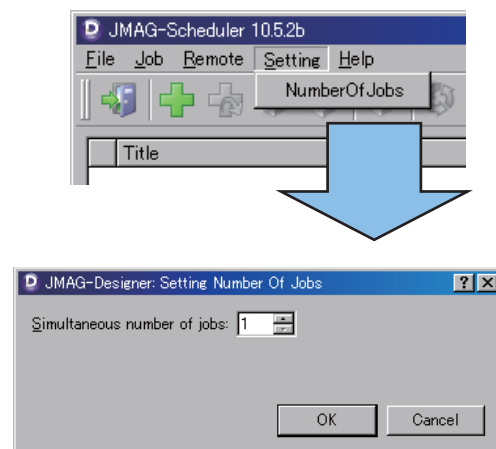 JMAG-Scheduler 10.5.2b
File Job Remote Setting Help
NumberOfJobs
Title
JMAG-Designer: Setting Number Of Jobs
Simultaneous number of jobs: 1
OK Cancel